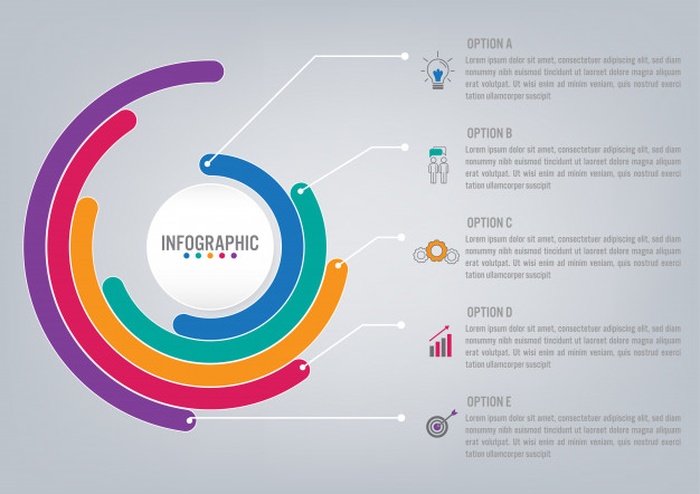 INFOGRAPHIC
OPTION A
Lorem ipsum dolor sit amet, consectetuer adipiscing elit, sed diam
nonummy nibh euismod tincidunt ut laoreet dolore magna aliquam erat
volutpat. Ut wisi enim ad minim veniam, quis nostrud exerci
tation ullamcorper suscipit
OPTION B
Lorem ipsum dolor sit amet, consectetuer adipiscing elit, sed diam
nonummy nibh euismod tincidunt ut laoreet dolore magna aliquam erat
volutpat. Ut wisi enim ad minim veniam, quis nostrud exerci
tation ullamcorper suscipit
OPTION C
Lorem ipsum dolor sit amet, consectetuer adipiscing elit, sed diam
nonummy nibh euismod tincidunt ut laoreet dolore magna aliquam erat
volutpat. Ut wisi enim ad minim veniam, quis nostrud exerci
tation ullamcorper suscipit
OPTION D
Lorem ipsum dolor sit amet, consectetuer adipiscing elit, sed diam
nonummy nibh euismod tincidunt ut laoreet dolore magna aliquam erat
volutpat. Ut wisi enim ad minim veniam, quis nostrud exerci
tation ullamcorper suscipit
OPTION E
Lorem ipsum dolor sit amet, consectetuer adipiscing elit, sed diam
nonummy nibh euismod tincidunt ut laoreet dolore magna aliquam erat
volutpat. Ut wisi enim ad minim veniam, quis nostrud exerci
tation ullamcorper suscipit